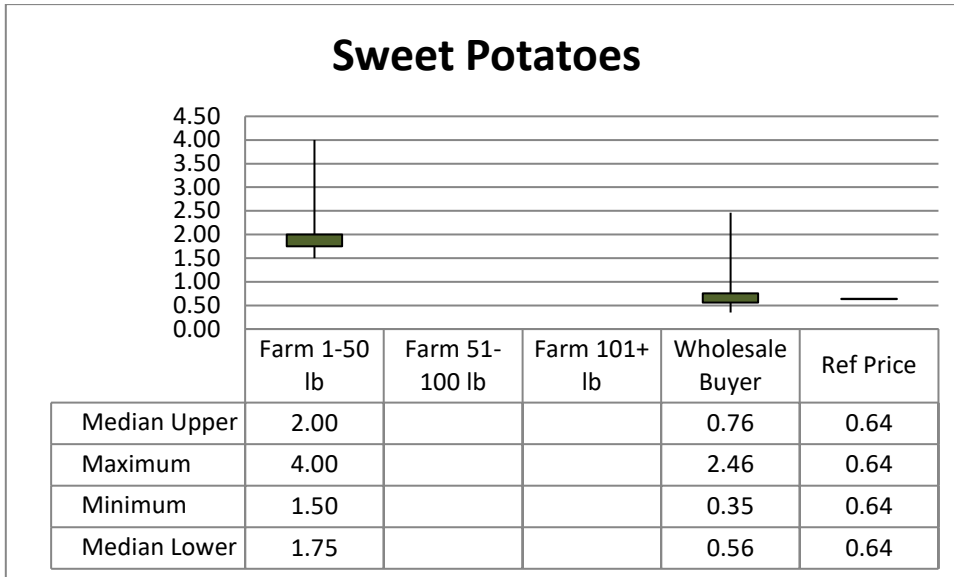 Sweet Potatoes
4.50
4.00
3.50
3.00
2.50
2.00
1.50
1.00
0.50
0.00
Farm 1-50 lb Farm 51-100 lb Farm 101+ lb Wholesale Buyer Ref Price
Median Upper 2.00 0.76 0.64
Maximum 4.00 2.46 0.64
Minimum 1.50 0.35 0.64
Median Lower 1.75 0.56 0.64